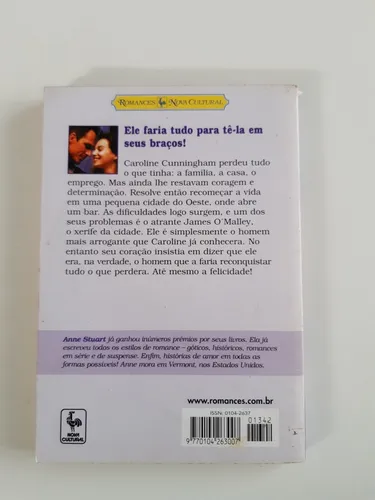 ROMANCES NOVA CULTURAL
Ele faria tudo para tê-la em
seus braços!
Caroline Cunningham perdeu tudo
o que tinha: a família, a casa, o
emprego. Mas ainda lhe restavam coragem e
determinação. Resolve então recomeçar a vida
em uma pequena cidade do Oeste, onde abre
um bar. As dificuldades logo surgem, e um dos
seus problemas é o atraente James O'Malley,
o xerife da cidade. Ele é simplesmente o homem
mais arrogante que Caroline já conhecera. No
entanto seu coração insistia em dizer que ele
era, na verdade, o homem que a faria reconquistar
tudo o que perdera. Até mesmo a felicidade!
Anne Stuart já ganhou inúmeros prêmios por seus livros. Ela já
escreveu todos os estilos de romance – góticos, históricos, romances
em série e de suspense. Enfim, histórias de amor em todas as
formas possíveis! Anne mora em Vermont, nos Estados Unidos.
www.romances.com.br
ISSN: 0104-2637
01342
9 770104 263007
NOVA
CULTURAL